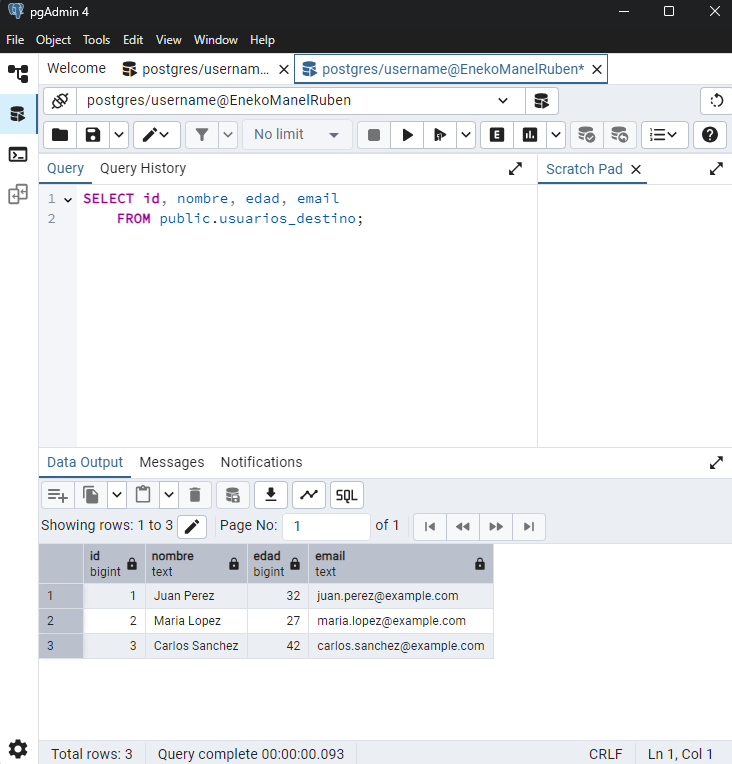 pgAdmin 4
File Object Tools Edit View Window Help
Welcome postgres/usernam... postgres/username@EnekoManelRuben*
postgres/username@EnekoManelRuben
No limit E
Query Query History Scratch Pad
1 SELECT id, nombre, edad, email
2 FROM public.usuarios_destino;
Data Output Messages Notifications
SQL
Showing rows: 1 to 3 Page No: 1 of 1
id nombre edad email
bigint text bigint text
1 1 Juan Perez 32 juan.perez@example.com
2 2 Maria Lopez 27 maria.lopez@example.com
3 3 Carlos Sanchez 42 carlos.sanchez@example.com
Total rows: 3 Query complete 00:00:00.093 CRLF Ln 1, Col 1